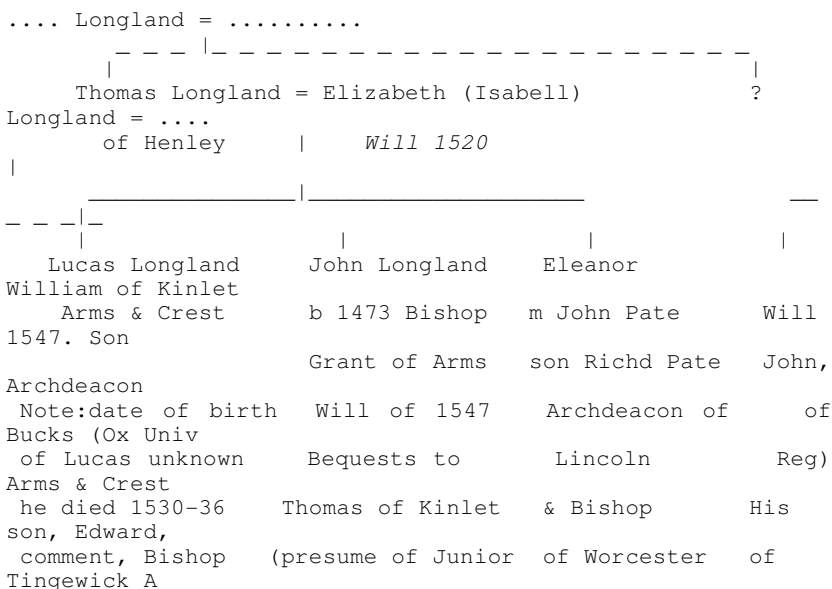 .... Longland = ..........
_ _ _ |_ _ _ _ _ _ _ _ _ _ _ _ _ _ _ _ _ _ _ _
| |
Thomas Longland = Elizabeth (Isabell) ?
Longland = ....
of Henley | Will 1520
|
_______________|____________________ __
_ _ _|_
| | | |
Lucas Longland John Longland Eleanor
William of Kinlet
Arms & Crest b 1473 Bishop m John Pate Will
1547. Son
Grant of Arms son Richd Pate John,
Archdeacon
Note:date of birth Will of 1547 Archdeacon of of
Bucks (Ox Univ
of Lucas unknown Bequests to Lincoln Reg)
Arms & Crest
he died 1530-36 Thomas of Kinlet & Bishop His
son, Edward,
comment, Bishop (presume of Junior of Worcester of
Tingewick A